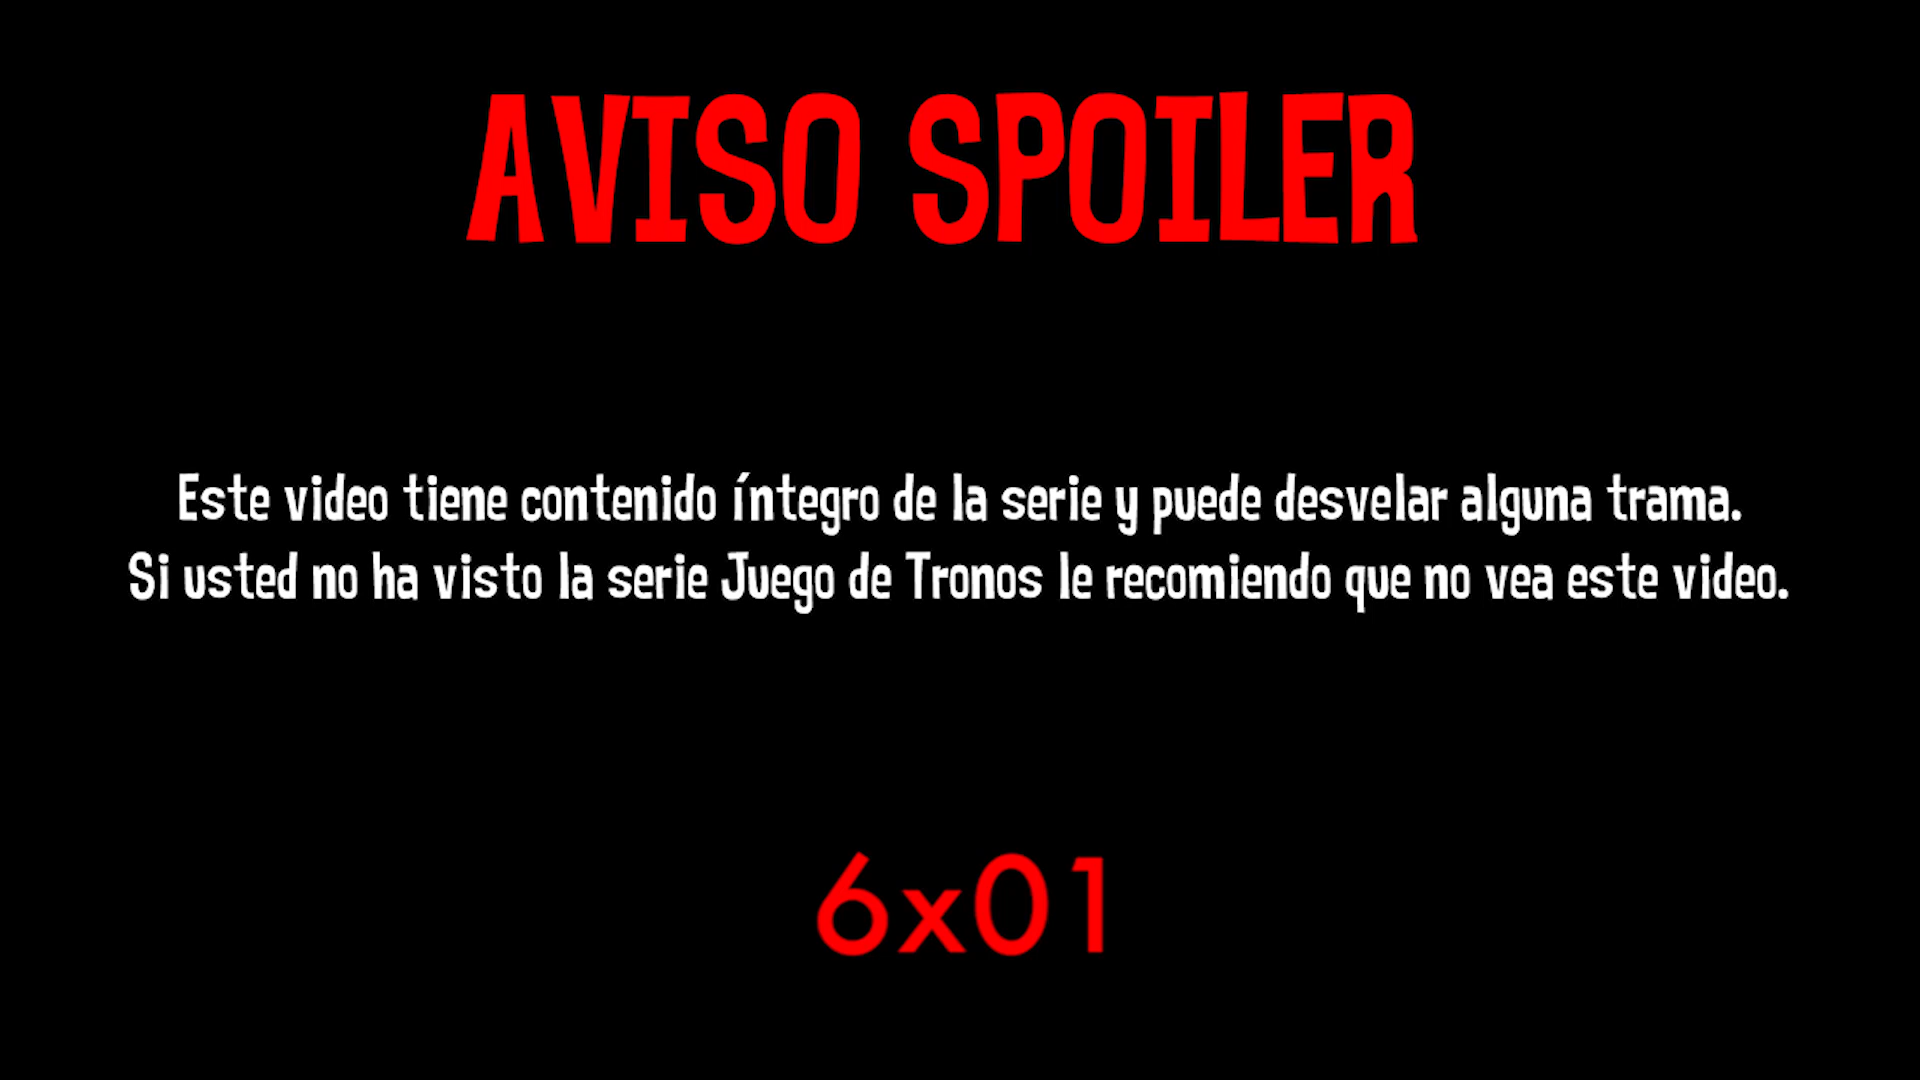 AVISO SPOILER
Este video tiene contenido íntegro de la serie y puede desvelar alguna trama.
Si usted no ha visto la serie Juego de Tronos le recomiendo que no vea este video.
6x01